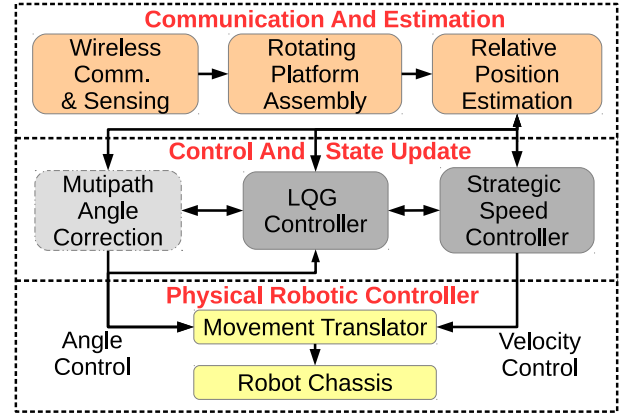 Communication And Estimation
Wireless
Comm.
& Sensing
Rotating
Platform
Assembly
Relative
Position
Estimation
Control And State Update
Mutipath
Angle
Correction
LQG
Controller
Strategic
Speed
Controller
Physical Robotic Controller
Angle
Control
Movement Translator
Velocity
Control
Robot Chassis